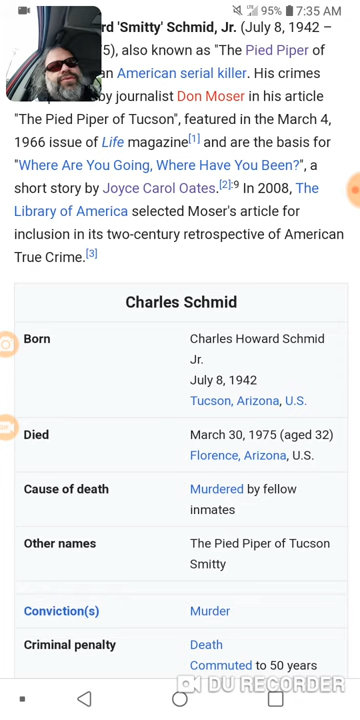 95% 7:35 AM
rd 'Smitty' Schmid, Jr. (July 8, 1942 –
5), also known as "The Pied Piper of
an American serial killer. His crimes
by journalist Don Moser in his article
"The Pied Piper of Tucson", featured in the March 4,
1966 issue of Life magazine[1] and are the basis for
"Where Are You Going, Where Have You Been?", a
short story by Joyce Carol Oates.[2]:9 In 2008, The
Library of America selected Moser's article for
inclusion in its two-century retrospective of American
True Crime.[3]
Charles Schmid
Born Charles Howard Schmid
Jr.
July 8, 1942
Tucson, Arizona, U.S.
Died March 30, 1975 (aged 32)
Florence, Arizona, U.S.
Cause of death Murdered by fellow
inmates
Other names The Pied Piper of Tucson
Smitty
Conviction(s) Murder
Criminal penalty Death
Commuted to 50 years
DU RECORDER